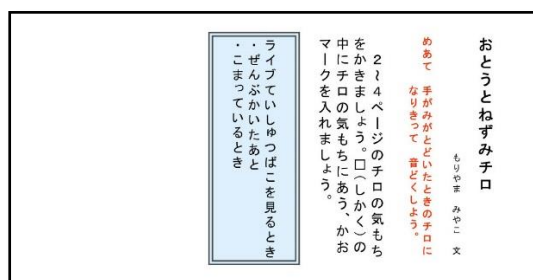 おとうとねずみチロ
もりやま　みやこ　文
めあて　手がみがとどいたときのチロに
なりきって　音どくしよう。
２～４ページのチロの気もち
をかきましょう。□（しかく）の
中にチロの気もちにあう、かお
マークを入れましょう。
ライブていしゅつばこを見るとき
・ぜんぶかいたあと
・こまっているとき